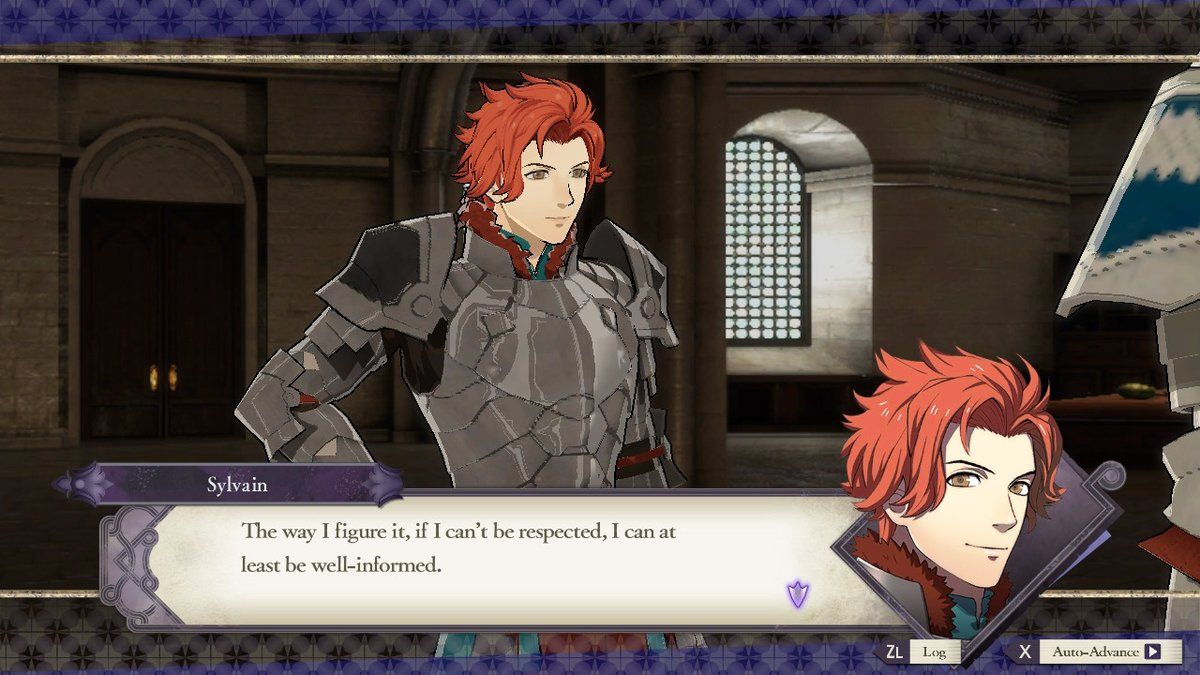 Sylvain
The way I figure it, if I can’t be respected, I can at
least be well-informed.
ZL Log X Auto-Advance